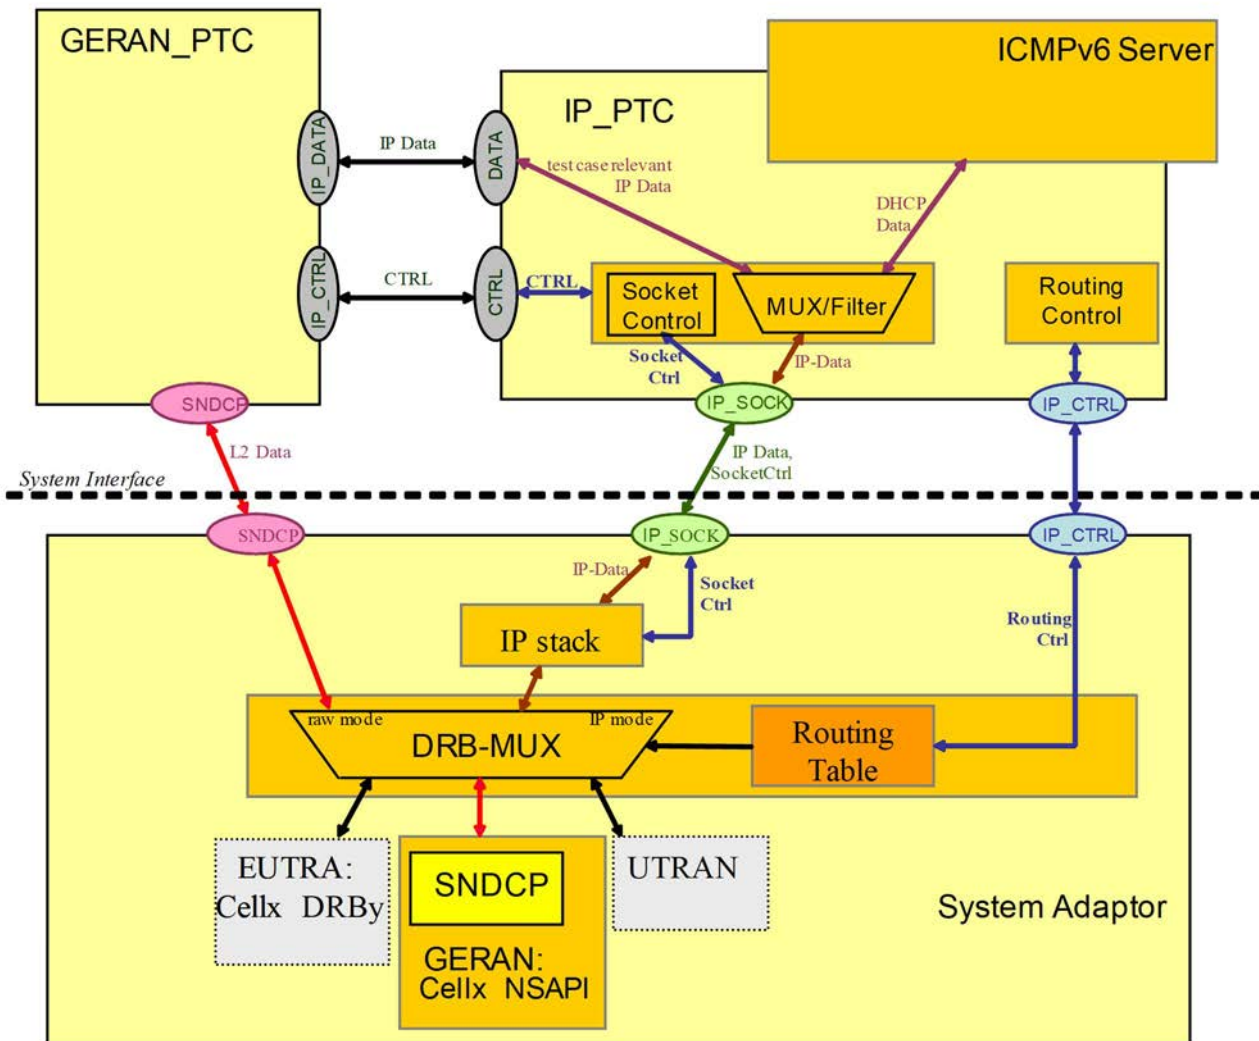 GERAN_PTC
ICMPv6 Server
IP_PTC
IP_DATA
IP Data
DATA
test case relevant
IP Data
DHCP
Data
IP_CTRL
CTRL
CTRL
CTRL
Socket
Control
MUX/Filter
Routing
Control
Socket
Ctrl
IP-Data
SNDCP
IP_SOCK
IP_CTRL
L2 Data
IP Data,
SocketCtrl
System Interface
SNDCP
IP_SOCK
IP_CTRL
IP-Data
Socket
Ctrl
IP stack
Routing
Ctrl
raw mode
IP mode
DRB-MUX
Routing
Table
EUTRA:
Cellx DRBy
SNDCP
GERAN:
Cellx NSAPI
UTRAN
System Adaptor